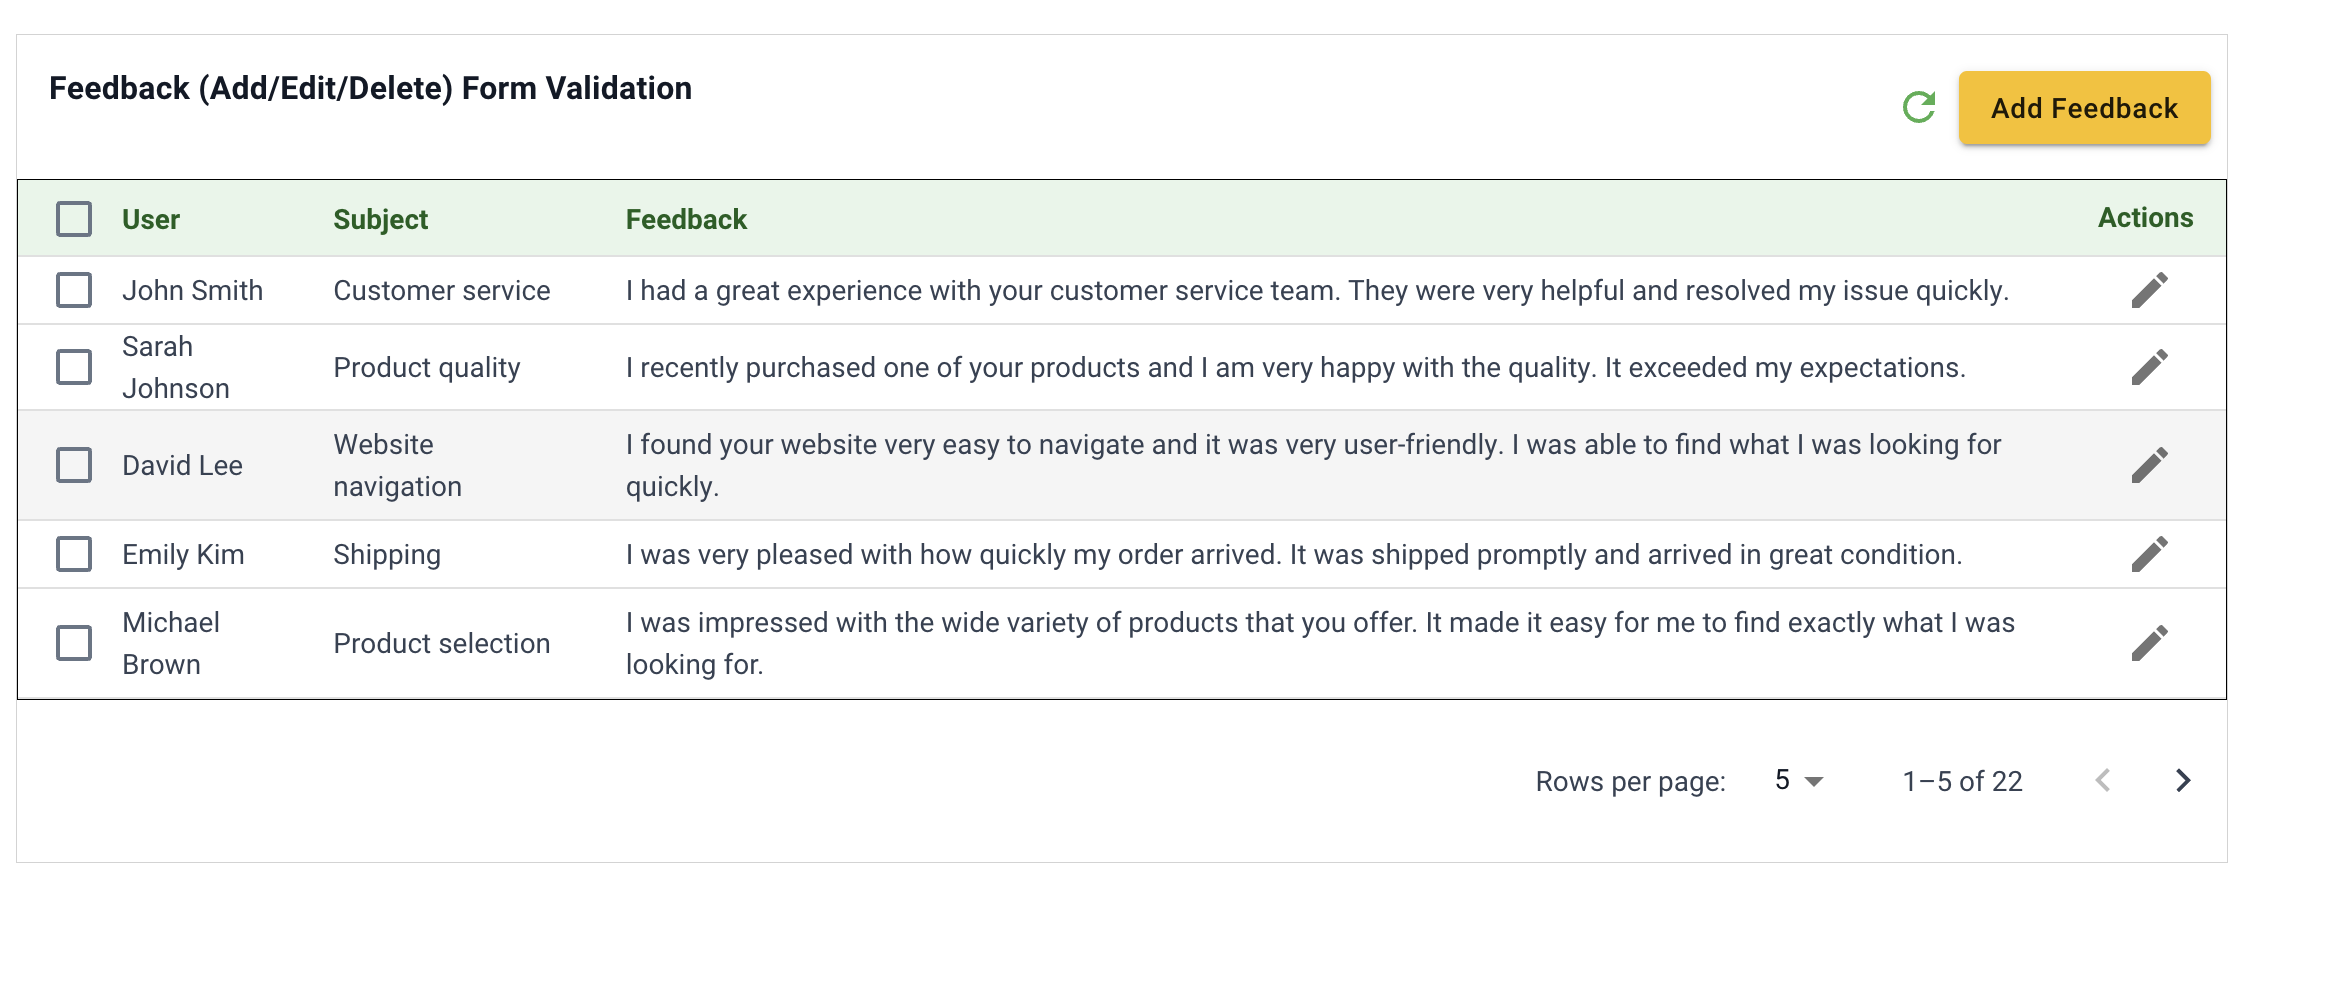 Feedback (Add/Edit/Delete) Form Validation
Add Feedback
User Subject Feedback Actions
John Smith Customer service I had a great experience with your customer service team. They were very helpful and resolved my issue quickly.
Sarah
Johnson
Product quality I recently purchased one of your products and I am very happy with the quality. It exceeded my expectations.
David Lee
Website
navigation
I found your website very easy to navigate and it was very user-friendly. I was able to find what I was looking for
quickly.
Emily Kim Shipping I was very pleased with how quickly my order arrived. It was shipped promptly and arrived in great condition.
Michael
Brown
Product selection
I was impressed with the wide variety of products that you offer. It made it easy for me to find exactly what I was
looking for.
Rows per page: 5 1–5 of 22